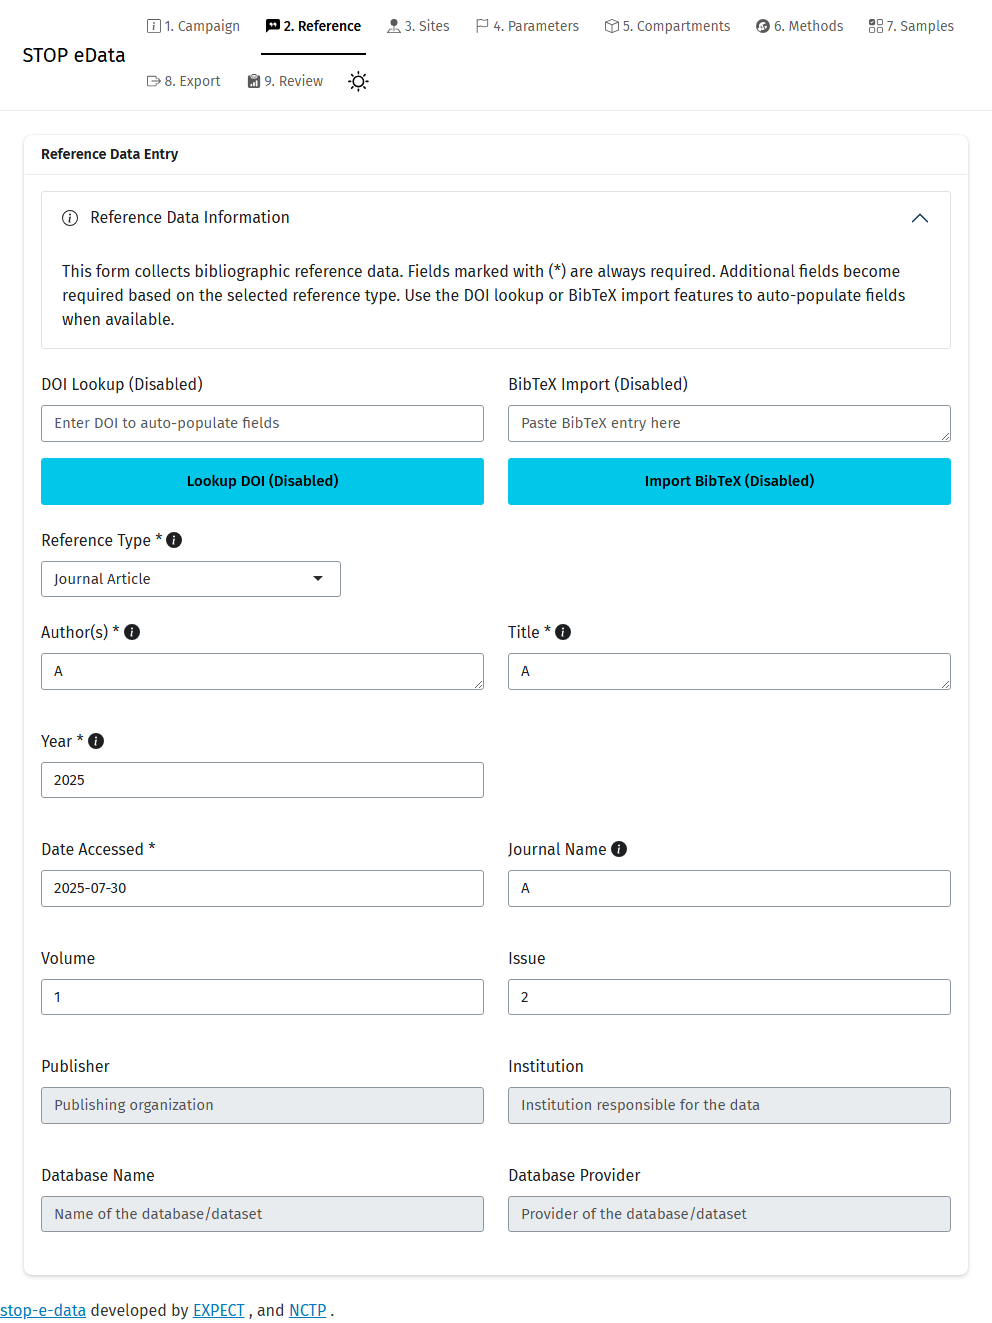 STOP eData
1. Campaign
2. Reference
3. Sites
4. Parameters
5. Compartments
6. Methods
7. Samples
8. Export
9. Review
Reference Data Entry
Reference Data Information
This form collects bibliographic reference data. Fields marked with (*) are always required. Additional fields become
required based on the selected reference type. Use the DOI lookup or BibTeX import features to auto-populate fields
when available.
DOI Lookup (Disabled)
BibTeX Import (Disabled)
Enter DOI to auto-populate fields
Paste BibTeX entry here
Lookup DOI (Disabled)
Import BibTeX (Disabled)
Reference Type *
Journal Article
Author(s) *
Title *
A
A
Year *
2025
Date Accessed *
Journal Name
2025-07-30
A
Volume
Issue
1
2
Publisher
Institution
Publishing organization
Institution responsible for the data
Database Name
Database Provider
Name of the database/dataset
Provider of the database/dataset
stop-e-data developed by EXPECT , and NCTP .